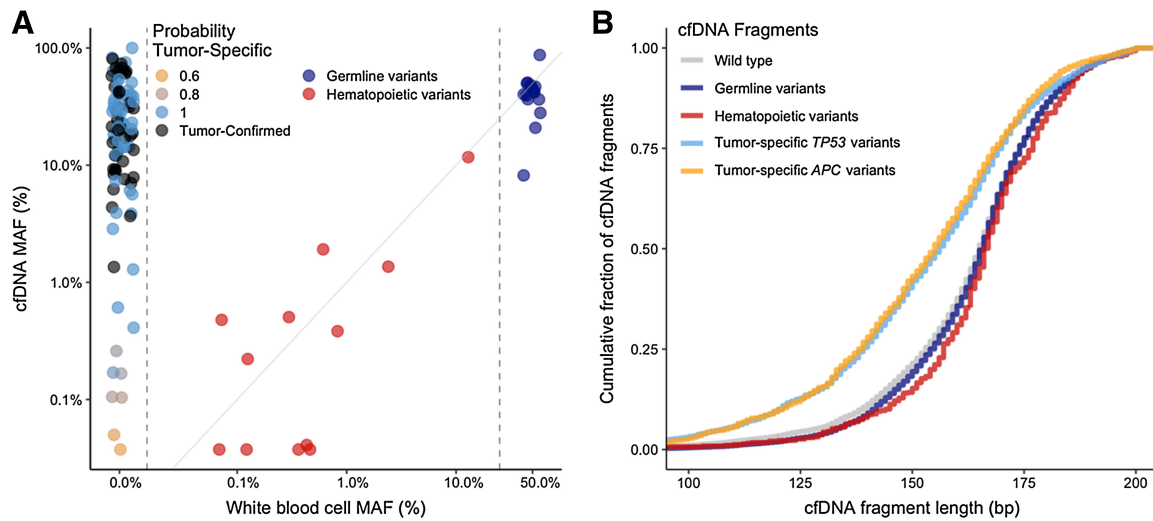 A
Probability
Tumor-Specific
0.6
0.8
1
Tumor-Confirmed
Germline variants
Hematopoietic variants
cfDNA MAF (%)
100.0%
10.0%
1.0%
0.1%
0.0%
0.1%
1.0%
10.0%
50.0%
White blood cell MAF (%)
B
cfDNA Fragments
Wild type
Germline variants
Hematopoietic variants
Tumor-specific TP53 variants
Tumor-specific APC variants
Cumulative fraction of cfDNA fragments
1.00
0.75
0.50
0.25
0.00
100
125
150
175
200
cfDNA fragment length (bp)